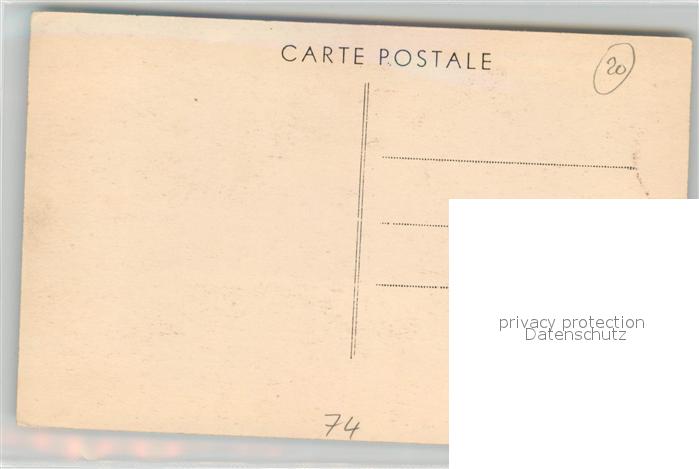 CARTE POSTALE
20
privacy protection
Datenschutz
74